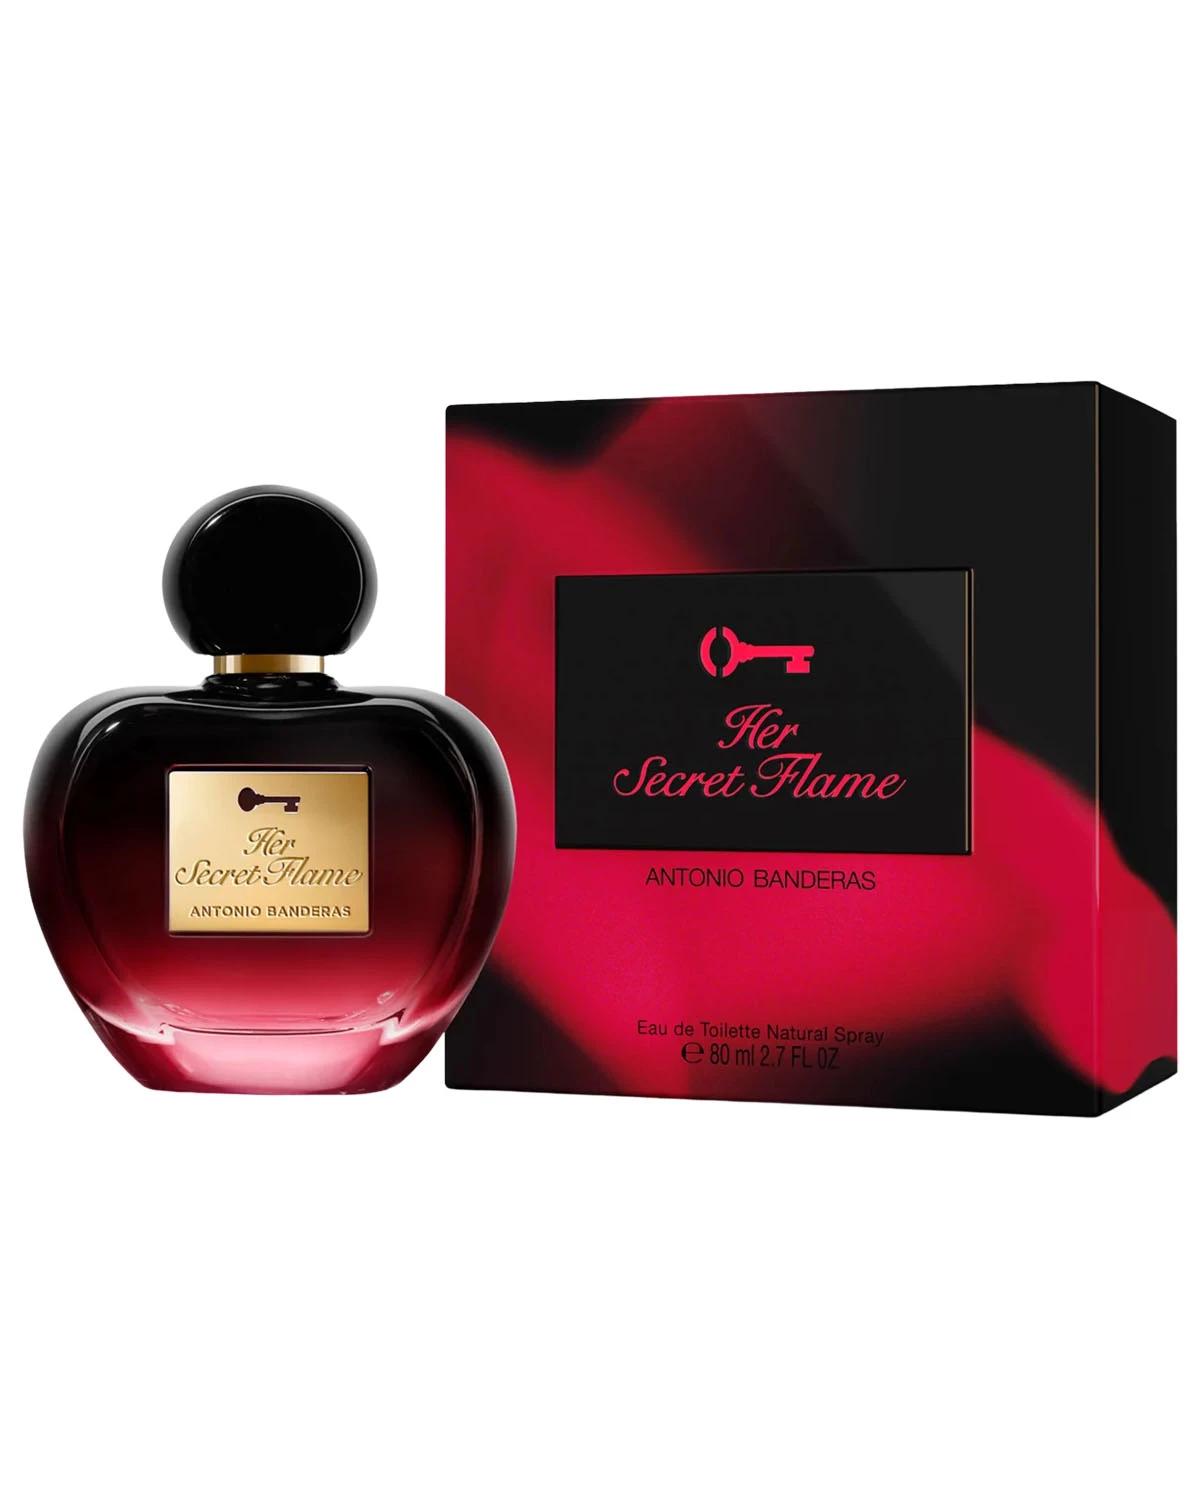 Her
Secret Flame
ANTONIO BANDERAS
Her
Secret Flame
ANTONIO BANDERAS
Eau de Toilette Natural Spray
℮ 80 ml 2.7 FL OZ